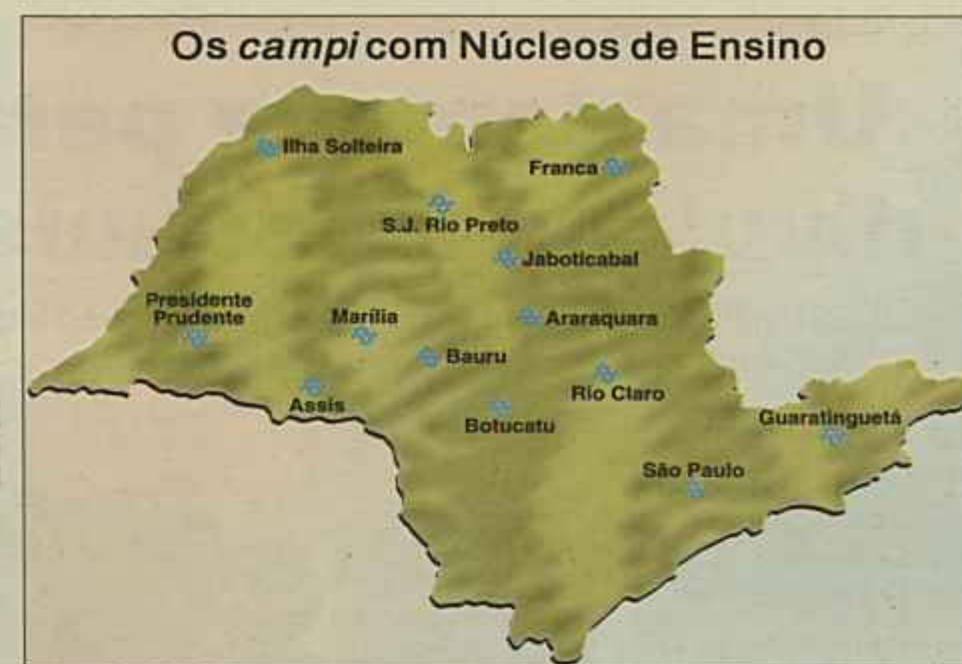 Os campi com Núcleos de Ensino
Ilha Solteira
Franca
S.J. Rio Preto
Jaboticabal
Presidente
Prudente
Marília
Araraquara
Bauru
Rio Claro
Assis
Botucatu
Guaratinguetá
São Paulo